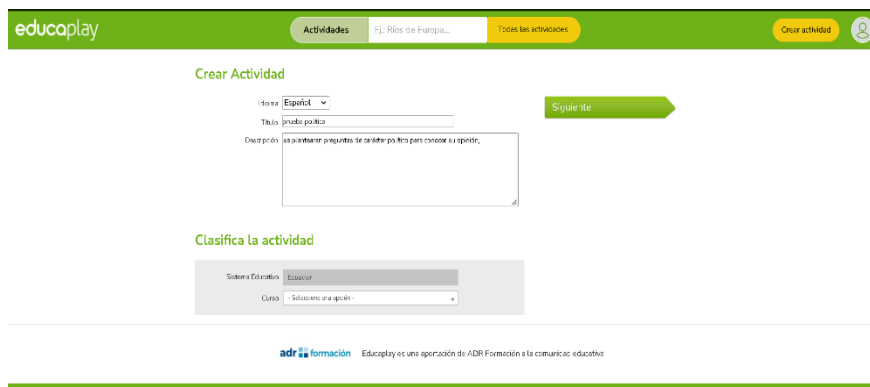 educaplay Actividades Ej: Ríos de Europa... Todas las actividades Crear actividad
Crear Actividad
Idioma Español
Siguiente
Título prueba política
Descripción se plantearan preguntas de carácter político para conocer su opinión,
Clasifica la actividad
Sistema Educativo Ecuador
Curso - Seleccione una opción -
adr formación Educaplay es una aportación de ADR Formación a la comunidad educativa